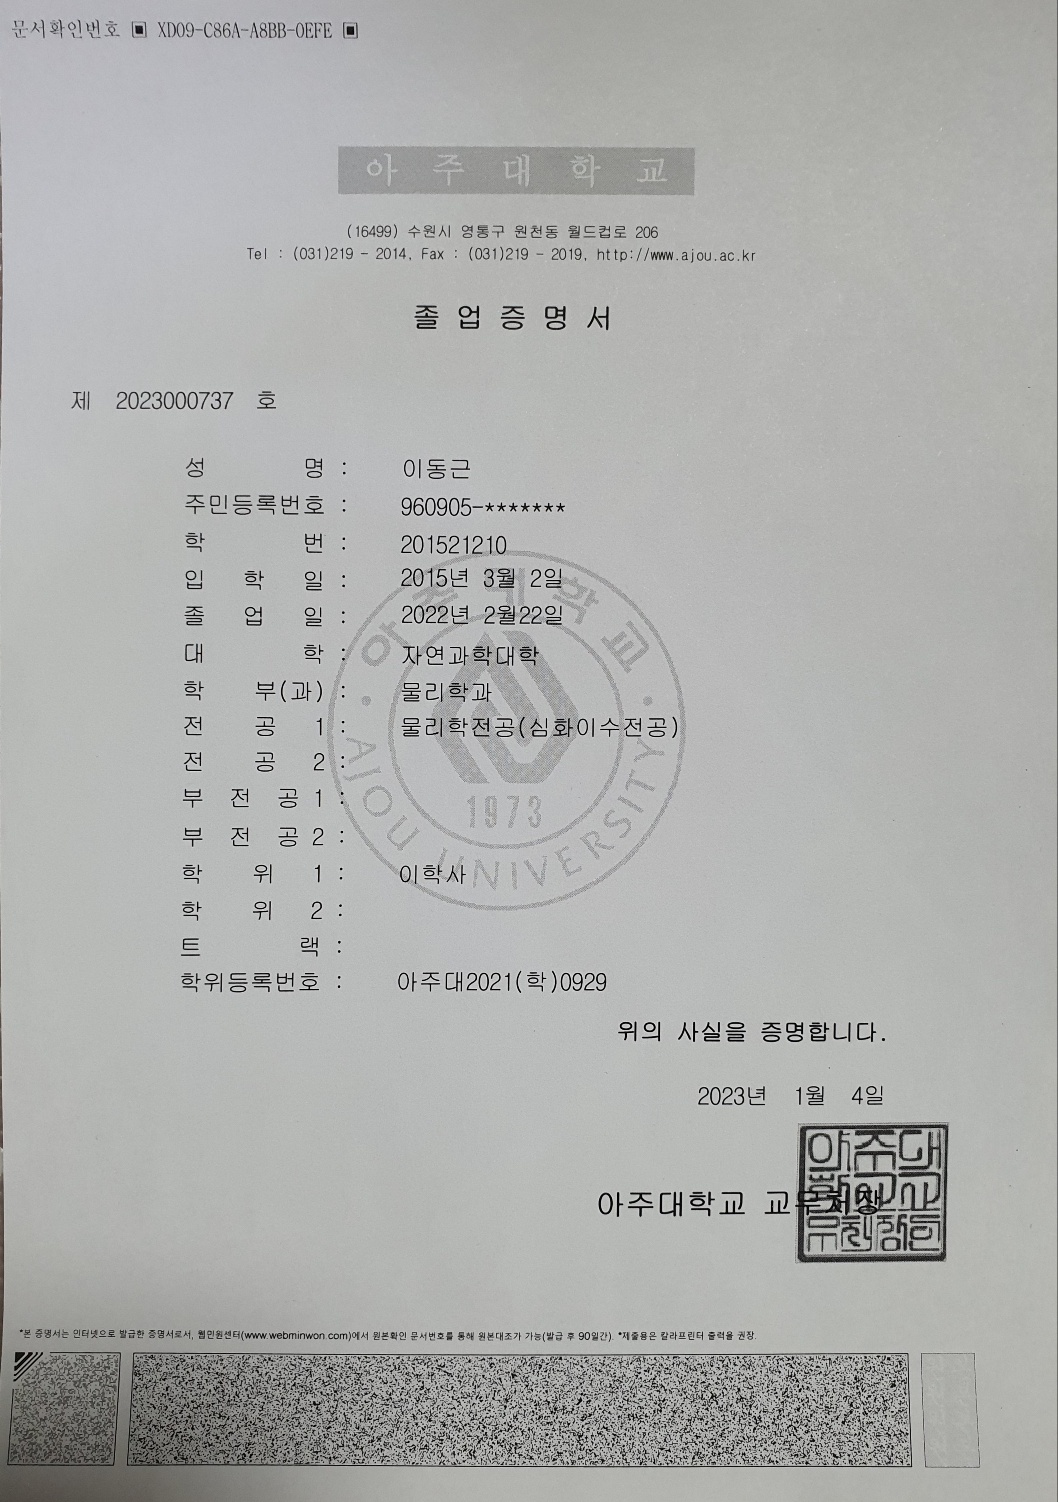 문서확인번호 ▣ XD09-C86A-A8BB-0EFE ▣
아주대학교
(16499) 수원시 영통구 원천동 월드컵로 206
Tel : (031)219 - 2014, Fax : (031)219 - 2019, http://www.ajou.ac.kr
졸업증명서
제 2023000737 호
성 명 : 이동근
주민등록번호 : 960905-*******
학 번 : 201521210
입 학 일 : 2015년 3월 2일
졸 업 일 : 2022년 2월22일
대 학 : 자연과학대학
학 부(과) : 물리학과
전 공 1 : 물리학전공(심화이수전공)
전 공 2 :
부 전 공 1 :
부 전 공 2 :
학 위 1 : 이학사
학 위 2 :
트 랙 :
학위등록번호 : 아주대2021(학)0929
아주대학교
1973
AJOU UNIVERSITY
위의 사실을 증명합니다.
2023년 1월 4일
아주대학교 교무처장
*본 증명서는 인터넷으로 발급한 증명서로서, 웹민원센터(www.webminwon.com)에서 원본확인 문서번호를 통해 원본대조가 가능(발급 후 90일간). *제출용은 칼라프린터 출력을 권장.